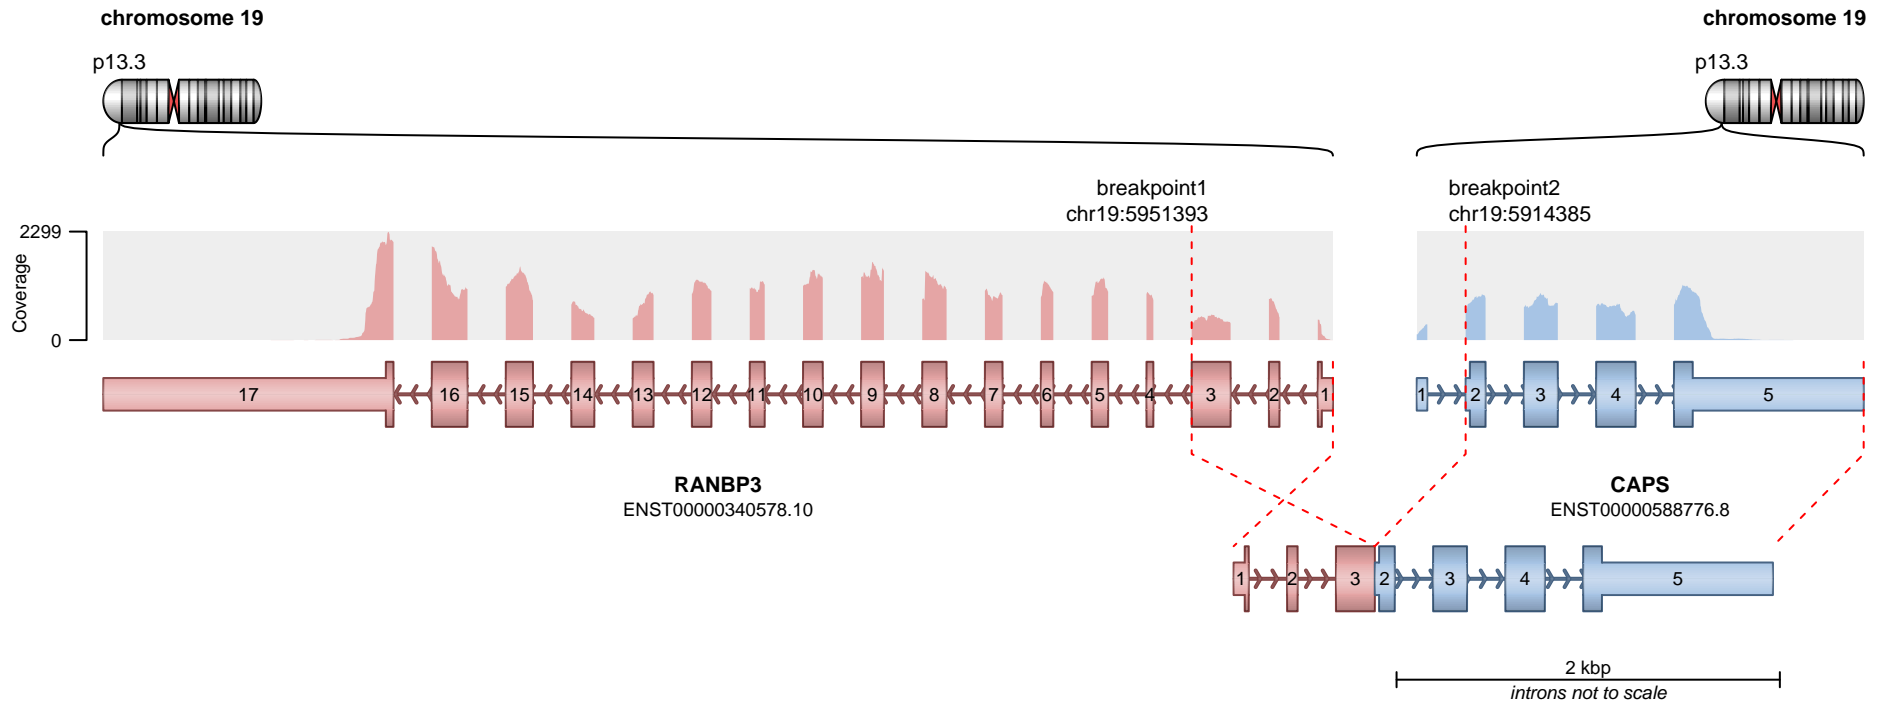 chromosome 19
chromosome 19
p13.3
p13.3
breakpoint1
chr19:5951393
breakpoint2
chr19:5914385
2299
Coverage
0
17 16 15 14 13 12 11 10 9 8 7 6 5 4 3 2 1
1 2 3 4 5
RANBP3
ENST00000340578.10
CAPS
ENST00000588776.8
1 2 3 2 3 4 5
2 kbp
introns not to scale